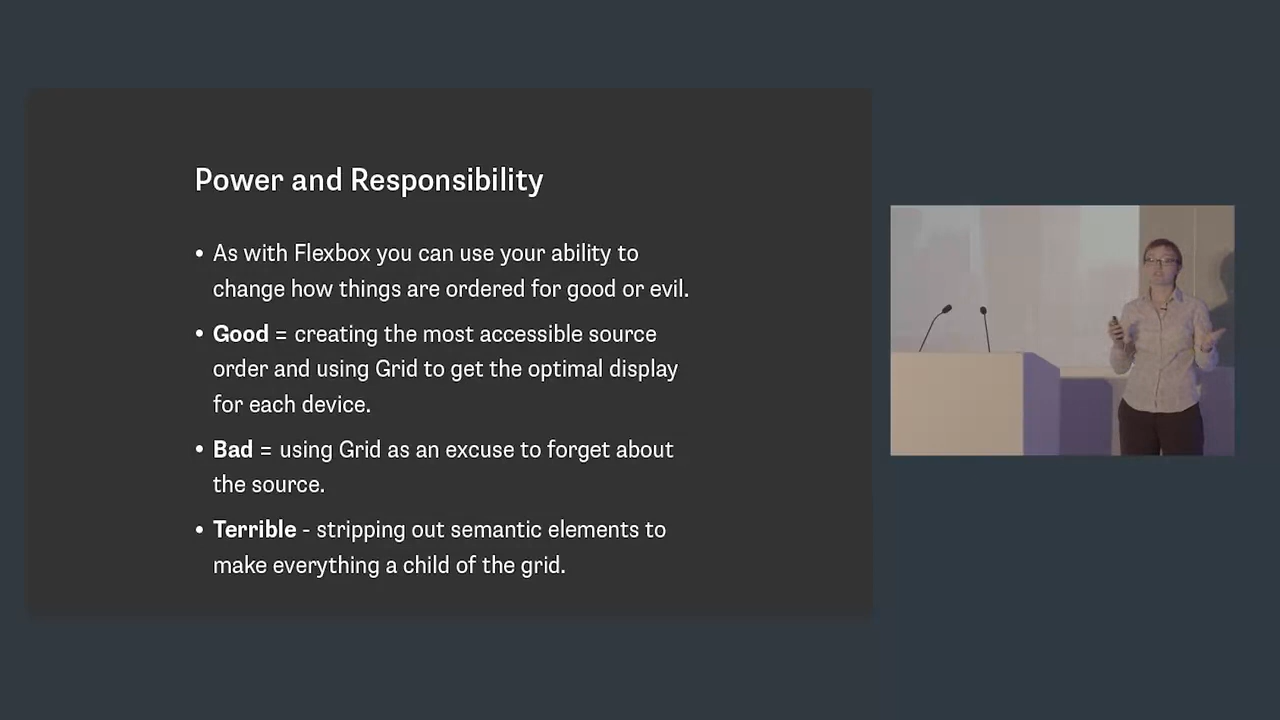 Power and Responsibility
• As with Flexbox you can use your ability to
change how things are ordered for good or evil.
• Good = creating the most accessible source
order and using Grid to get the optimal display
for each device.
• Bad = using Grid as an excuse to forget about
the source.
• Terrible - stripping out semantic elements to
make everything a child of the grid.